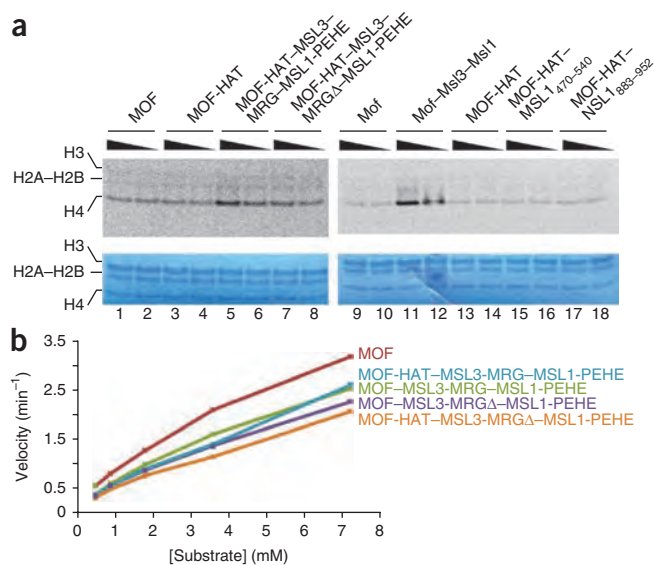 a
MOF
MOF-HAT
MOF-HAT–MSL3–
MRG–MSL1-PEHE
MOF-HAT–MSL3–
MRGΔ–MSL1-PEHE
Mof
Mof–Msl3–Msl1
MOF-HAT
MOF-HAT–
MSL1470–540
MOF-HAT–
NSL1883–952
H3
H2A–H2B
H4
H3
H2A–H2B
H4
1 2 3 4 5 6 7 8 9 10 11 12 13 14 15 16 17 18
b
3.5
2.5
1.5
0.5
0
Velocity (min−1)
MOF
MOF-HAT–MSL3-MRG–MSL1-PEHE
MOF–MSL3-MRG–MSL1-PEHE
MOF–MSL3-MRGΔ–MSL1-PEHE
MOF-HAT–MSL3-MRGΔ–MSL1-PEHE
0 1 2 3 4 5 6 7 8
[Substrate] (mM)